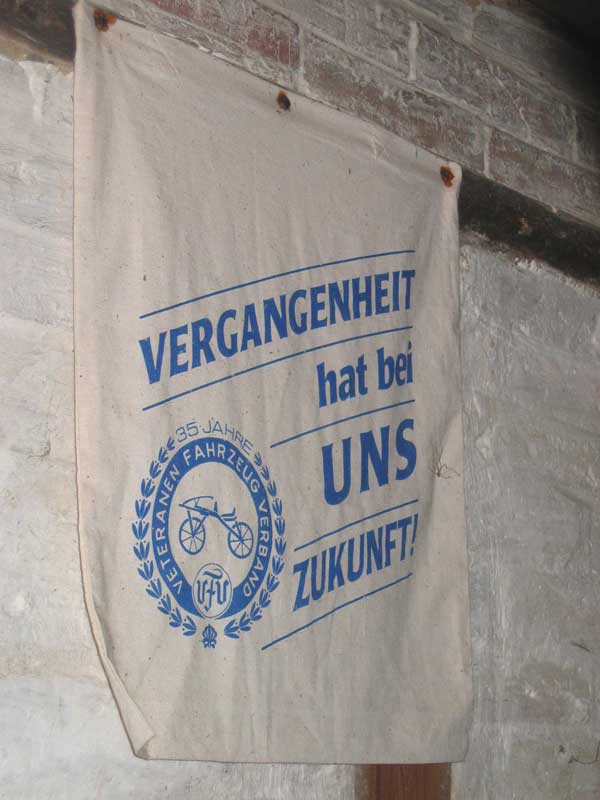 VERGANGENHEIT
hat bei
UNS
ZUKUNFT!
35 JAHRE
VETERANEN FAHRZEUG VERBAND
VFV